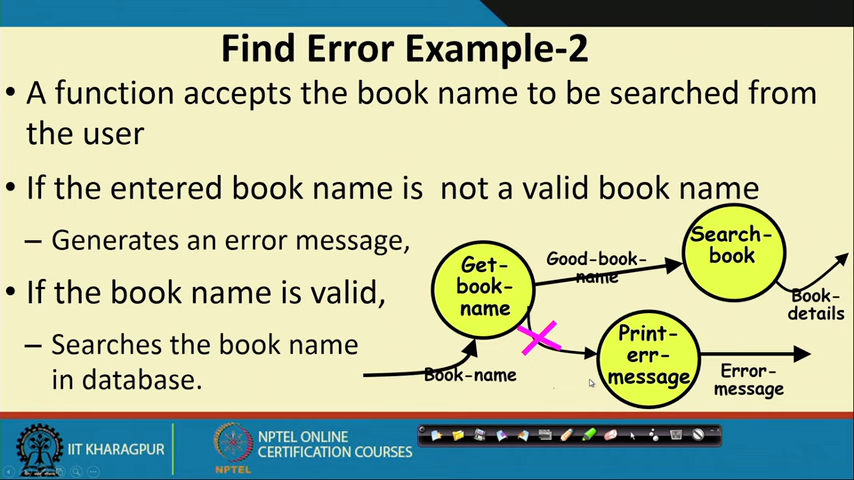 Find Error Example-2
• A function accepts the book name to be searched from
the user
• If the entered book name is not a valid book name
– Generates an error message,
• If the book name is valid,
– Searches the book name
in database.
Get-
book-
name
Good-book-
name
Search-
book
Book-
details
Print-
err-
message
Error-
message
Book-name
IIT KHARAGPUR
NPTEL
NPTEL ONLINE
CERTIFICATION COURSES